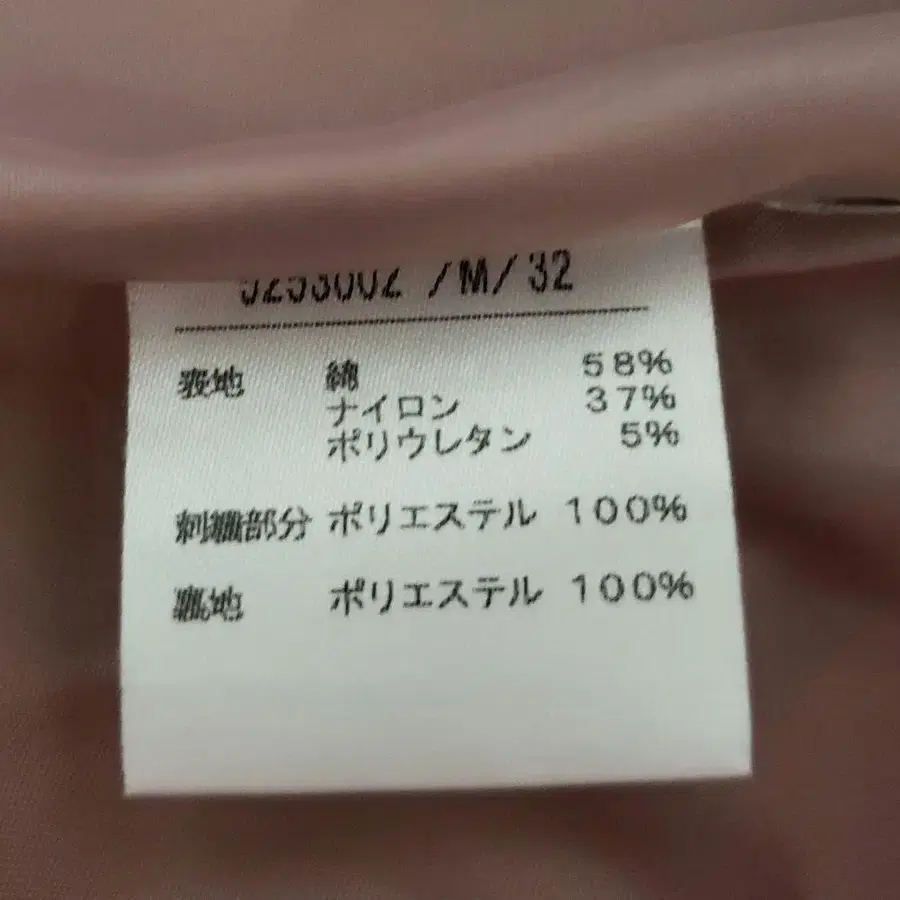 /M/32
表地 綿 58%
ナイロン 37%
ポリウレタン 5%
刺繍部分 ポリエステル 100%
裏地 ポリエステル 100%